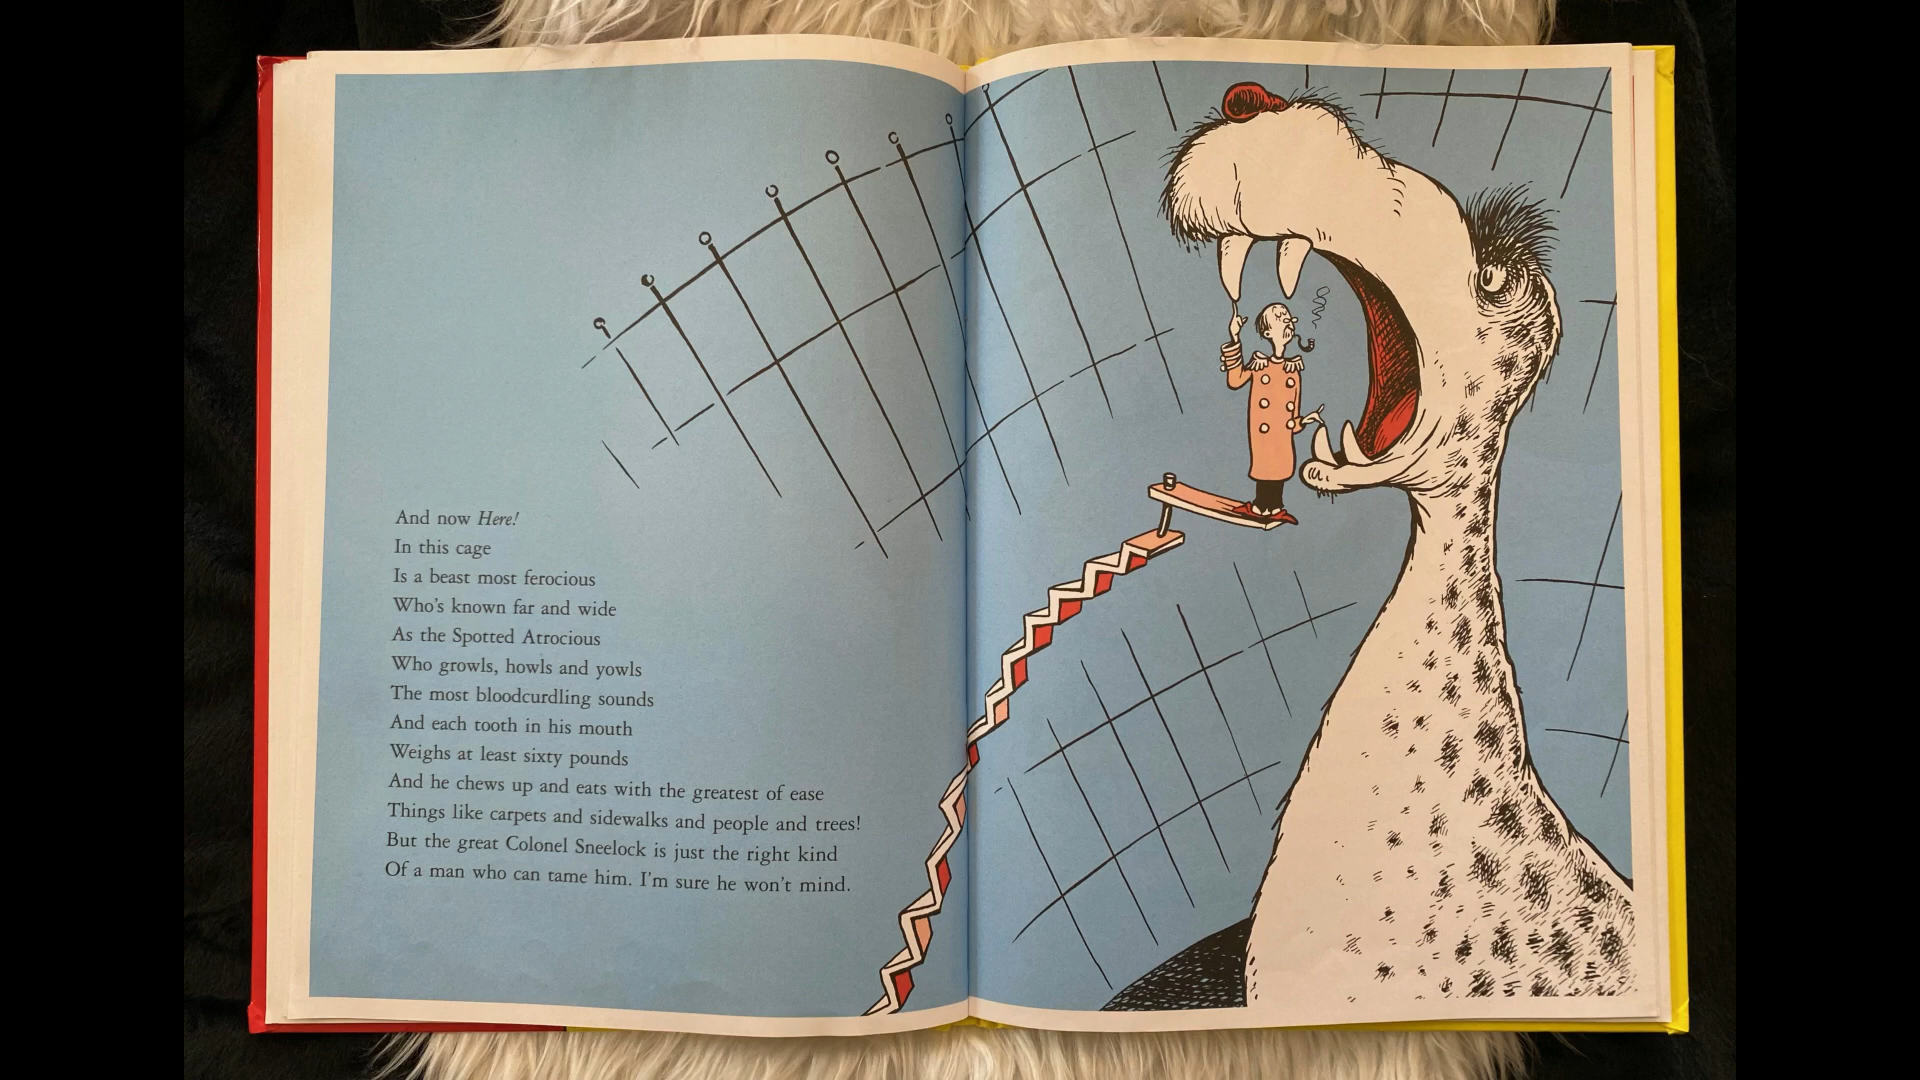 And now Here!
In this cage
Is a beast most ferocious
Who's known far and wide
As the Spotted Atrocious
Who growls, howls and yowls
The most bloodcurdling sounds
And each tooth in his mouth
Weighs at least sixty pounds
And he chews up and eats with the greatest of ease
Things like carpets and sidewalks and people and trees!
But the great Colonel Sneelock is just the right kind
Of a man who can tame him. I'm sure he won't mind.